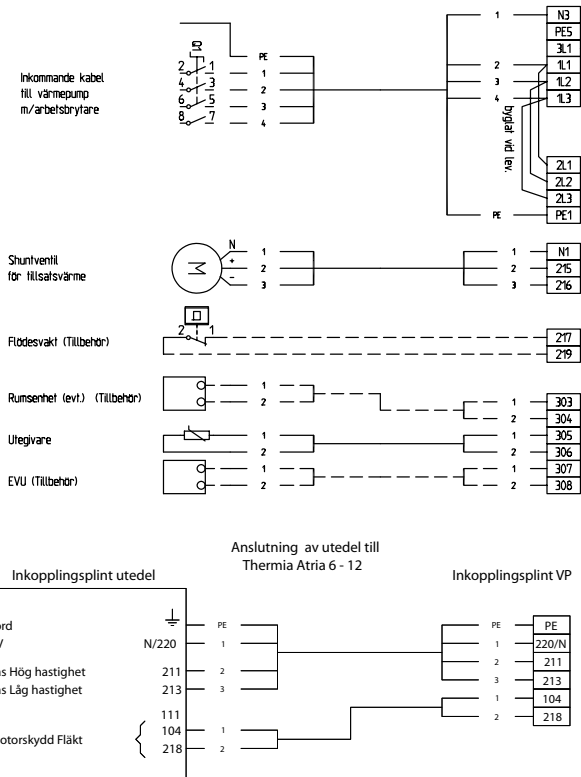 1 N3
PE5
3L1
Q1
PE 2 1L1
2 1 1 3 1L2
4 3 2 4 1L3
6 5 3
8 7 4
Inkommande kabel
till värmepump
m/arbetsbrytare
byglat vid lev.
2L1
2L2
2L3
PE PE1
Shuntventil
för tillsatsvärme
M
N 1 1 N1
+ 2 2 215
- 3 3 216
Flödesvakt (Tillbehör)
2 1 217
219
Rumsenhet (evt.) (Tillbehör)
1 1 303
2 2 304
Utegivare
1 1 305
2 2 306
EVU (Tillbehör)
1 1 307
2 2 308
Anslutning av utedel till
Thermia Atria 6 - 12
Inkopplingsplint utedel
Inkopplingsplint VP
PE PE PE
N/220 1 1 220/N
Hög hastighet 211 2 2 211
Låg hastighet 213 3 3 213
111 1 104
104 1 2 218
Fläkt 218 2